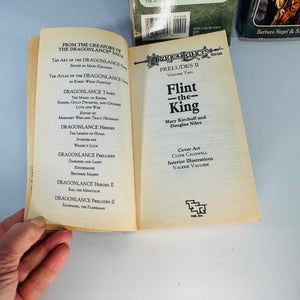 FROM THE CREATORS OF
THE DRAGONLANCE®
SAGA
THE ART OF THE DRAGONLANCE SAGA
Edited by MARY KIRCHOFF
THE ATLAS OF THE DRAGONLANCE SAGA
by KAREN WYNN FONSTAD
DRAGONLANCE TALES:
THE MAGIC OF KRYNN
KENDER, GULLY DWARVES, AND GNOMES
LOVE AND WAR
Edited by
MARGARET WEIS AND TRACY HICKMAN
DRAGONLANCE HEROES
THE LEGEND OF HUMA
STORMBLADE
WEASEL'S LUCK
DRAGONLANCE PRELUDES
DARKNESS AND LIGHT
KENDERMORE
BROTHERS MAJERE
DRAGONLANCE HEROES II
KAZ, THE MINOTAUR
DRAGONLANCE PRELUDES II
RIVERWIND, THE PLAINSMAN
DRAGONLANCE
SAGA
PRELUDES II
VOLUME TWO
Flint
the
King
Mary Kirchoff and
Douglas Niles
Cover Art
CLYDE CALDWELL
Interior Illustrations
VALERIE VALUSEK
TSR, Inc.
Barbara Siegel &